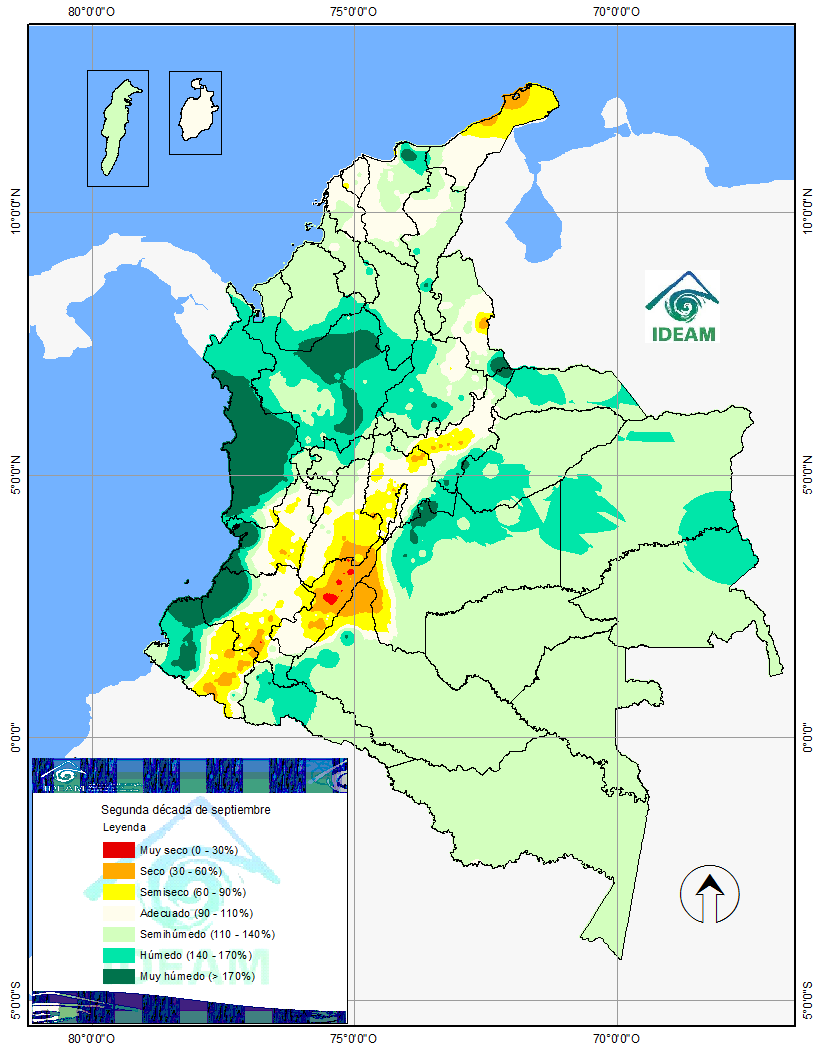 80°0'0"O 75°0'0"O 70°0'0"O
10°0'0"N 10°0'0"N
IDEAM
5°0'0"N 5°0'0"N
0°0'0" 0°0'0"
IDEAM
Segunda década de septiembre
Leyenda
Muy seco (0 - 30%)
Seco (30 - 60%)
Semiseco (60 - 90%)
Adecuado (90 - 110%)
Semihúmedo (110 - 140%)
Húmedo (140 - 170%)
Muy húmedo (> 170%)
IDEAM
5°0'0"S 5°0'0"S
80°0'0"O 75°0'0"O 70°0'0"O